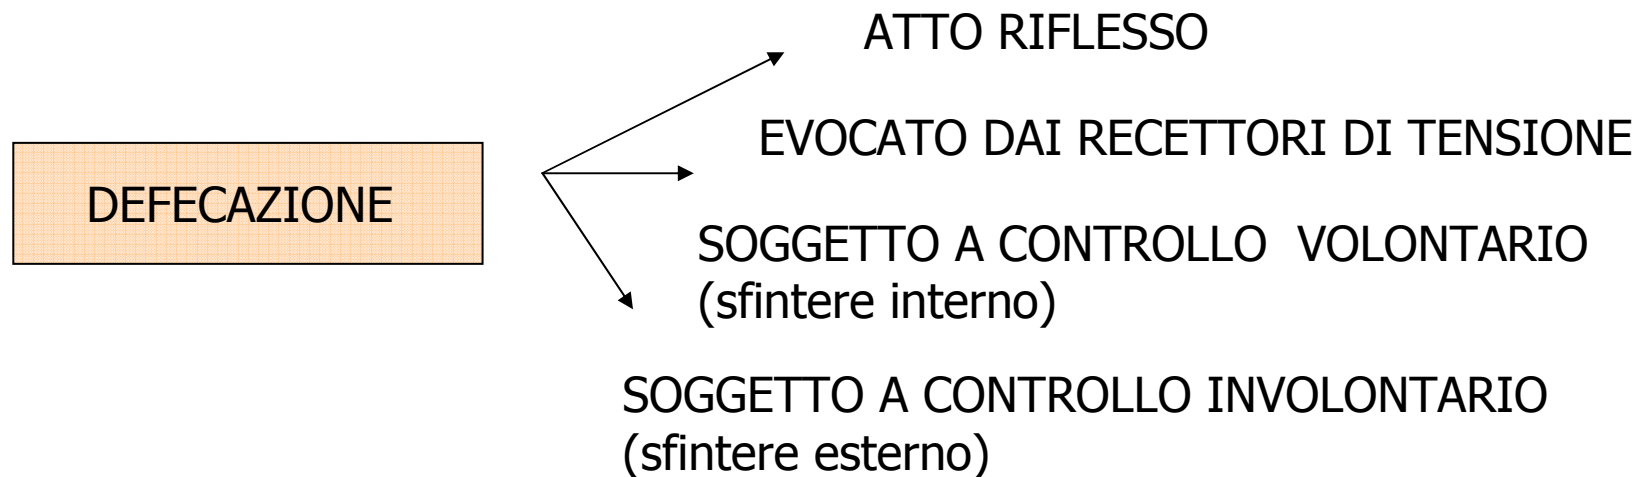 ATTO RIFLESSO
EVOCATO DAI RECETTORI DI TENSIONE
DEFECAZIONE
SOGGETTO A CONTROLLO VOLONTARIO
(sfintere interno)
SOGGETTO A CONTROLLO INVOLONTARIO
(sfintere esterno)